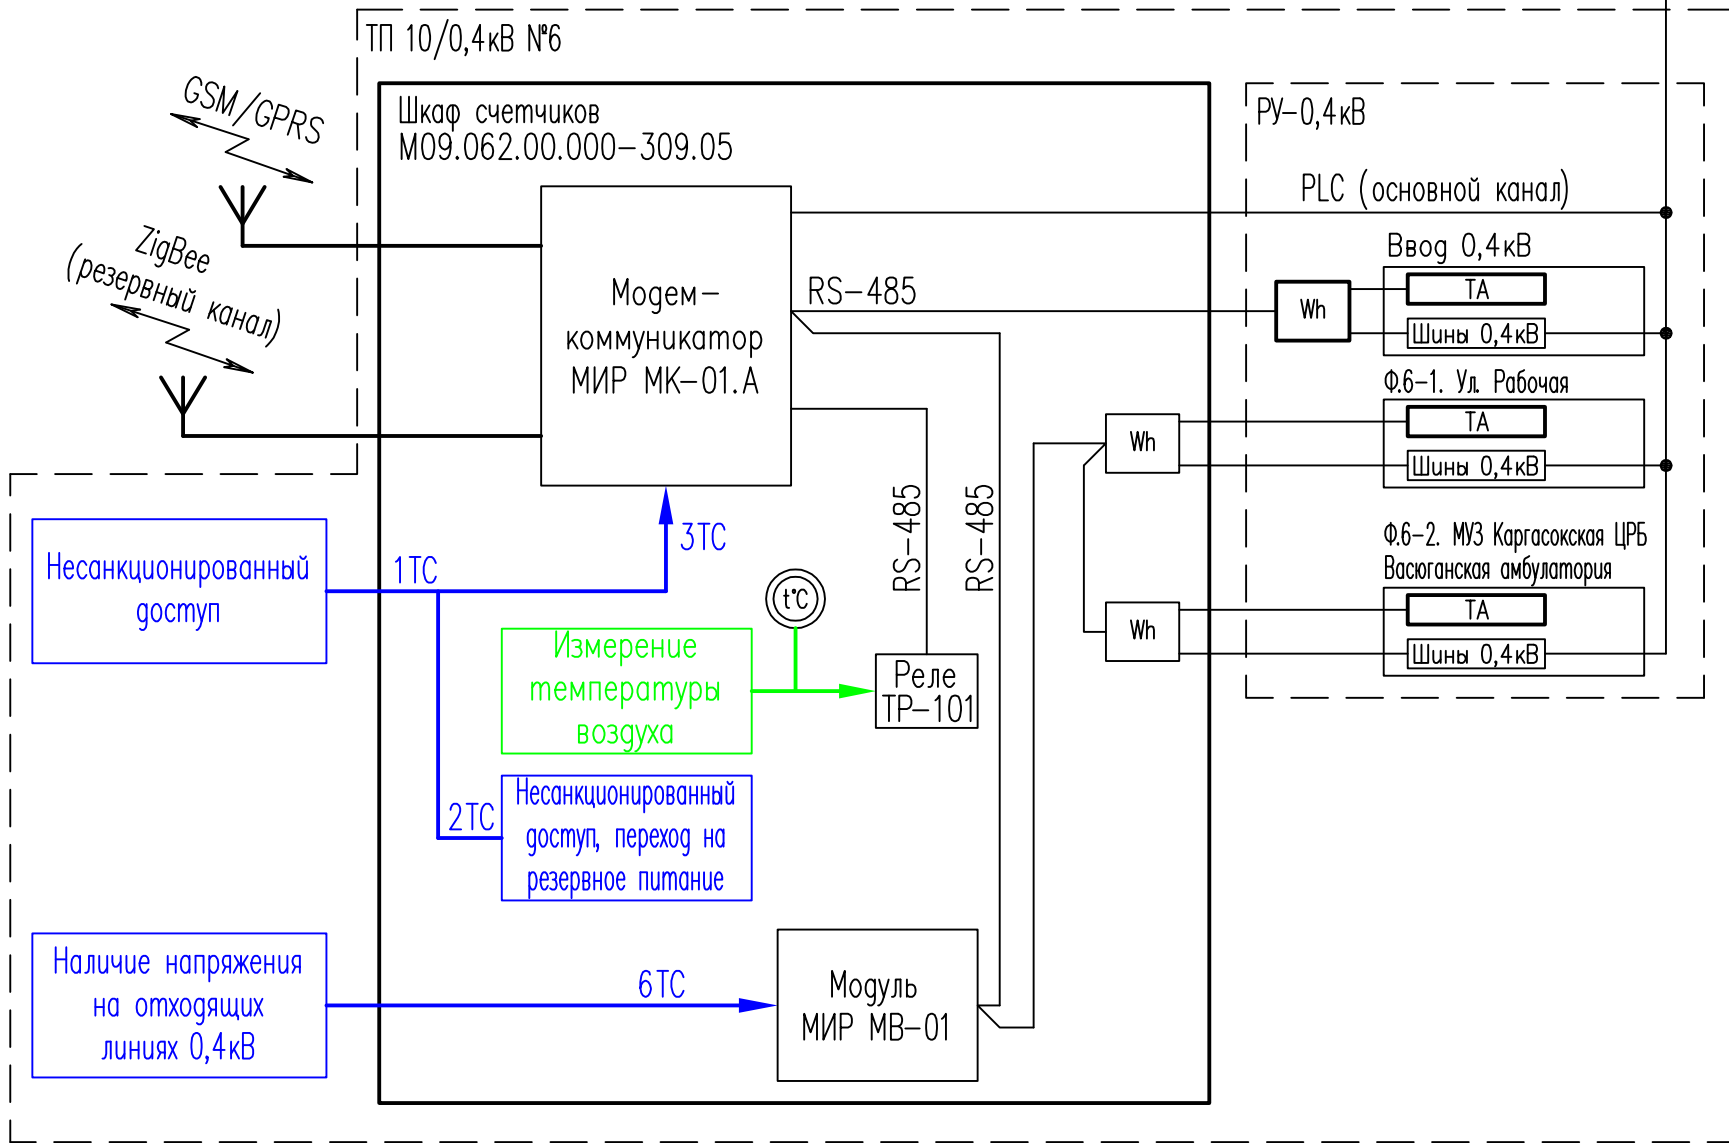 ТП 10/0,4кВ №6
GSM/GPRS
ZigBee
(резервный канал)
Шкаф счетчиков
М09.062.00.000-309.05
Модем-
коммуникатор
МИР МК-01.А
RS-485
RS-485
RS-485
РУ-0,4кВ
PLC (основной канал)
Ввод 0,4кВ
Wh
ТА
Шины 0,4кВ
Ф.6-1. Ул. Рабочая
Wh
ТА
Шины 0,4кВ
Ф.6-2. МУЗ Каргасокская ЦРБ
Васюганская амбулатория
Wh
ТА
Шины 0,4кВ
Несанкционированный
доступ
1ТС
3ТС
t°C
Измерение
температуры
воздуха
Реле
ТР-101
2ТС
Несанкционированный
доступ, переход на
резервное питание
Наличие напряжения
на отходящих
линиях 0,4кВ
6ТС
Модуль
МИР МВ-01